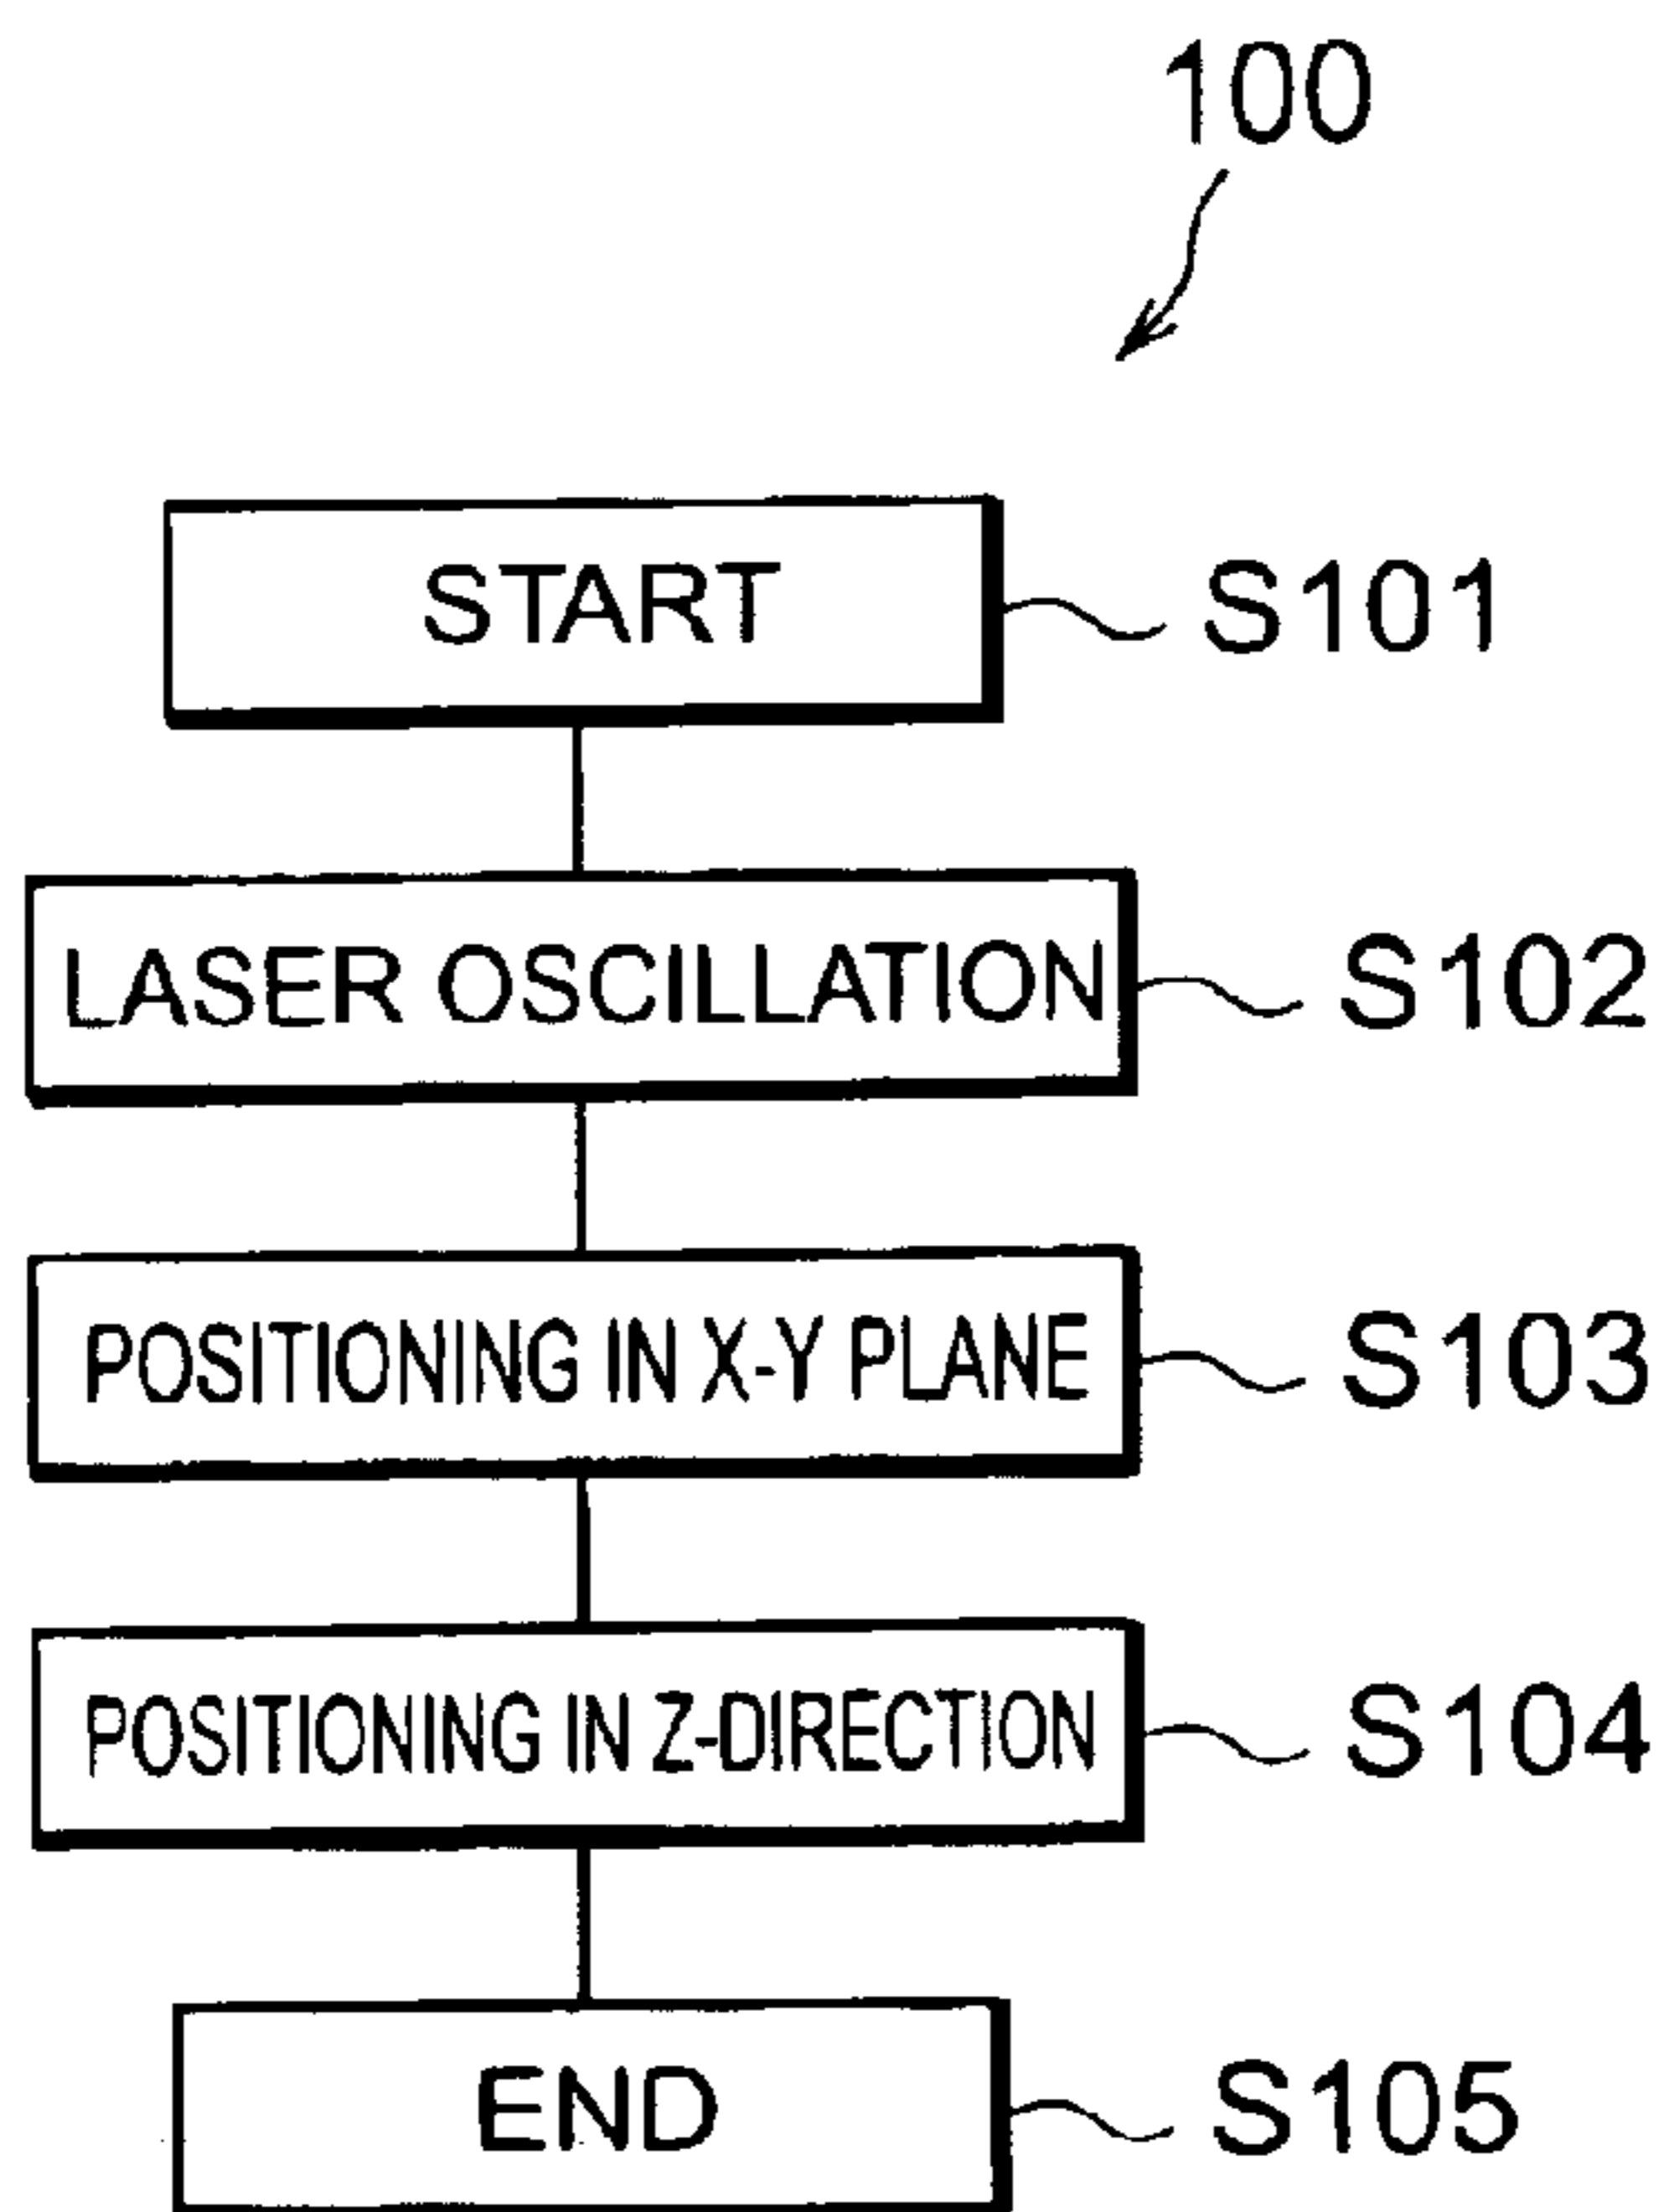 100
START S101
LASER OSCILLATION S102
POSITIONING IN X-Y PLANE S103
POSITIONING IN Z-DIRECTION S104
END S105